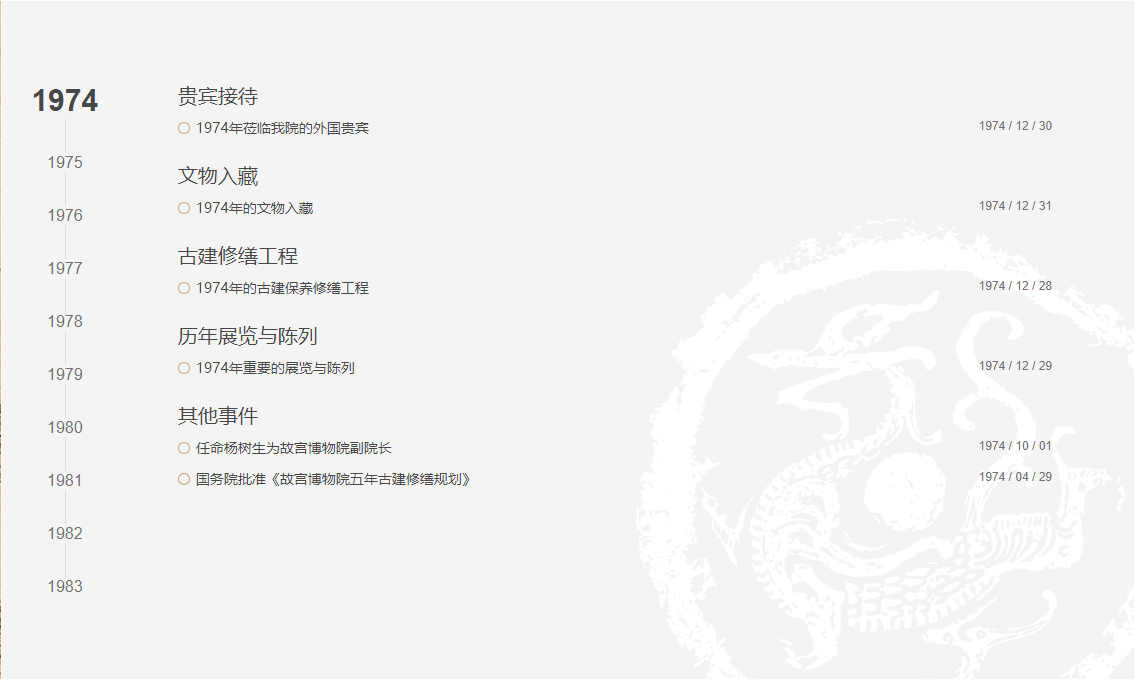 1974
1975
1976
1977
1978
1979
1980
1981
1982
1983
贵宾接待
1974年莅临我院的外国贵宾 1974 / 12 / 30
文物入藏
1974年的文物入藏 1974 / 12 / 31
古建修缮工程
1974年的古建保养修缮工程 1974 / 12 / 28
历年展览与陈列
1974年重要的展览与陈列 1974 / 12 / 29
其他事件
任命杨树生为故宫博物院副院长 1974 / 10 / 01
国务院批准《故宫博物院五年古建修缮规划》 1974 / 04 / 29